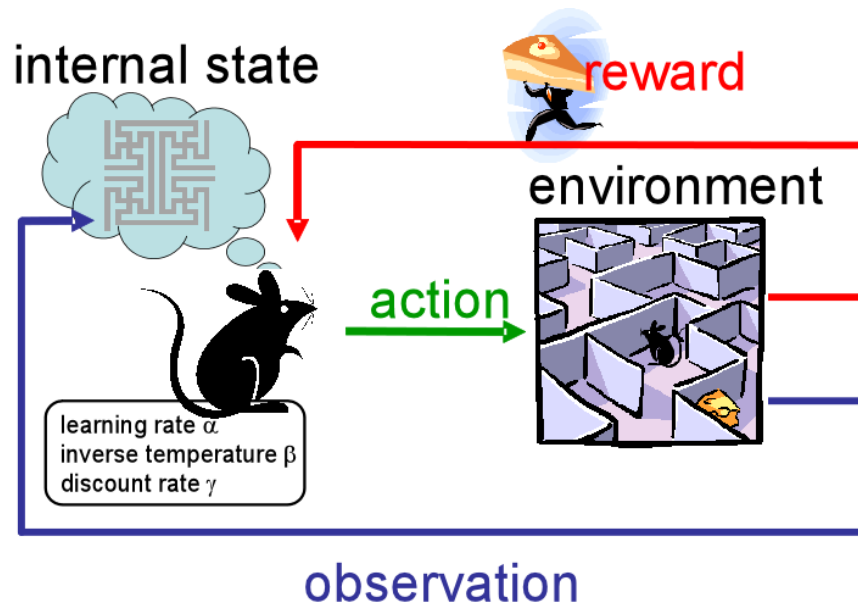 internal state
reward
environment
action
learning rate α
inverse temperature β
discount rate γ
observation